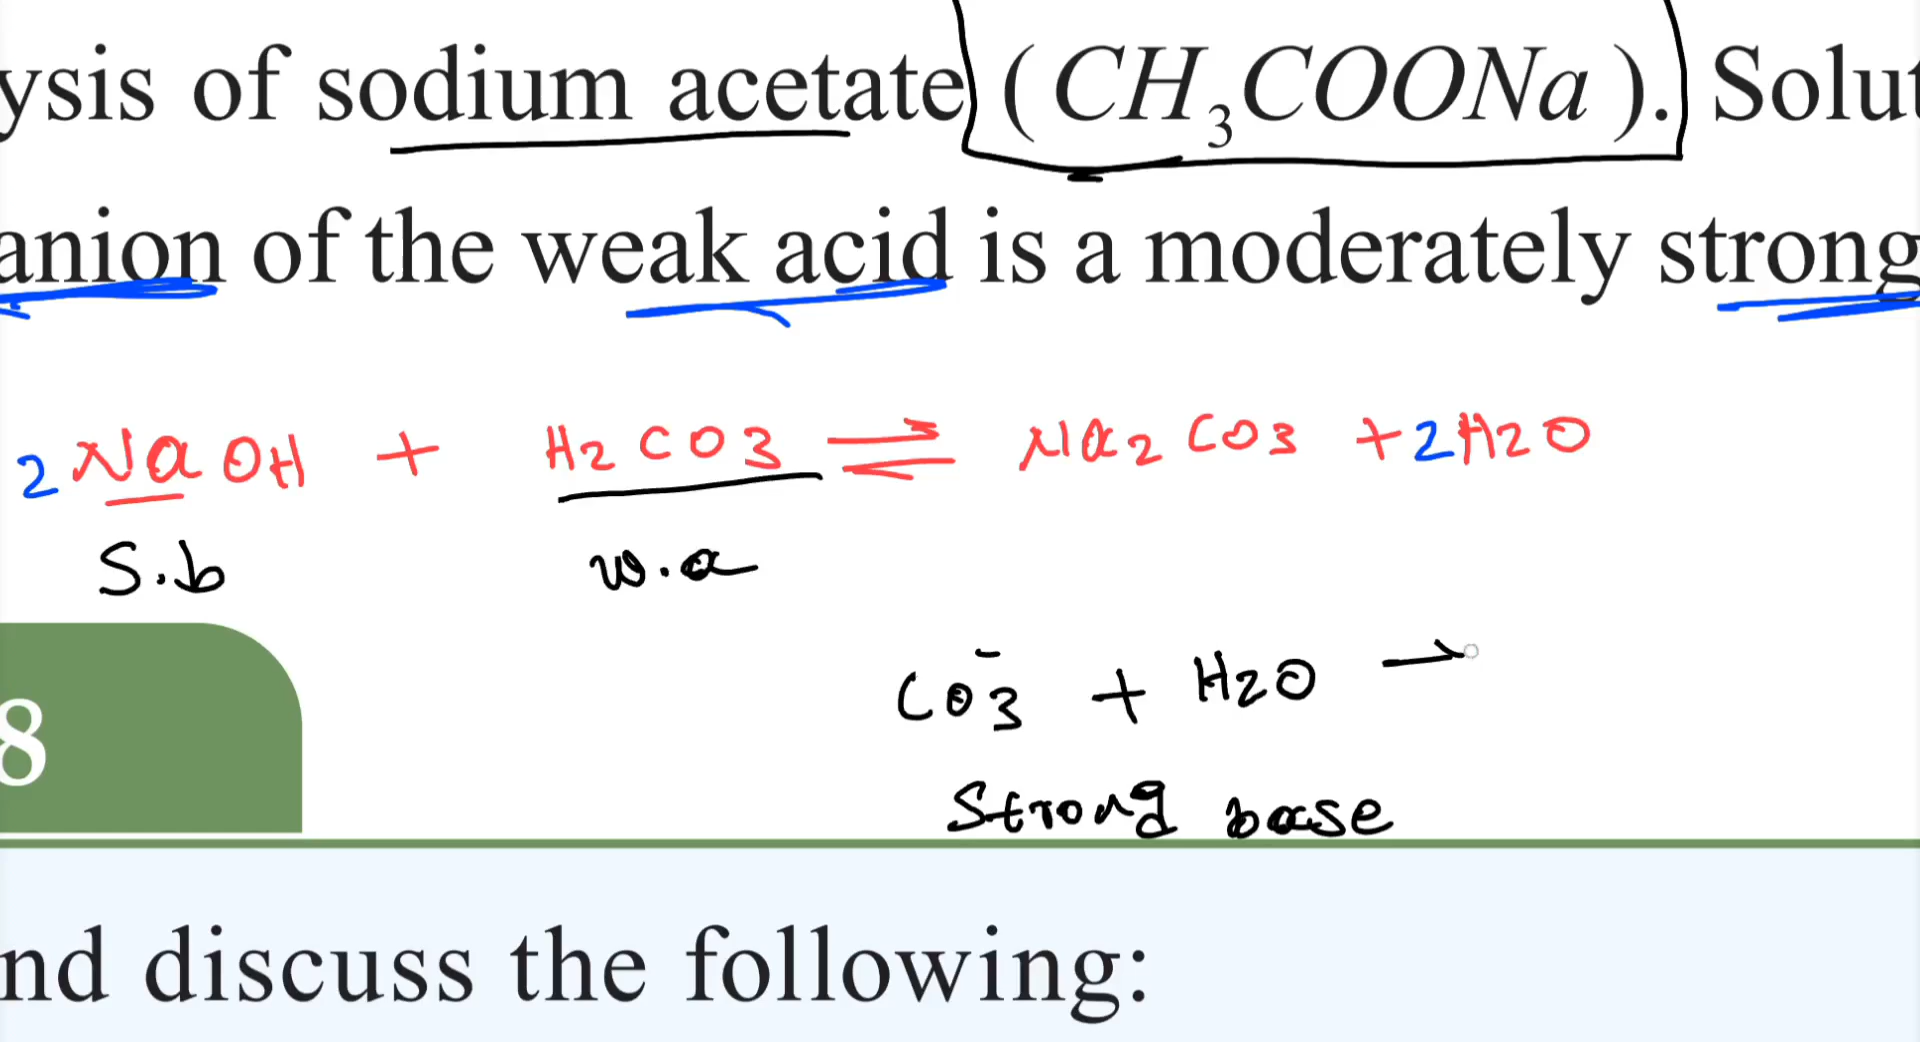 ysis of sodium acetate (CH₃COONa). Solut
anion of the weak acid is a moderately strong
2NaOH + H2CO3 ⇌ Na2CO3 + 2H2O
S.b w.a
CO3⁻ + H2O →
Strong base
8
nd discuss the following: